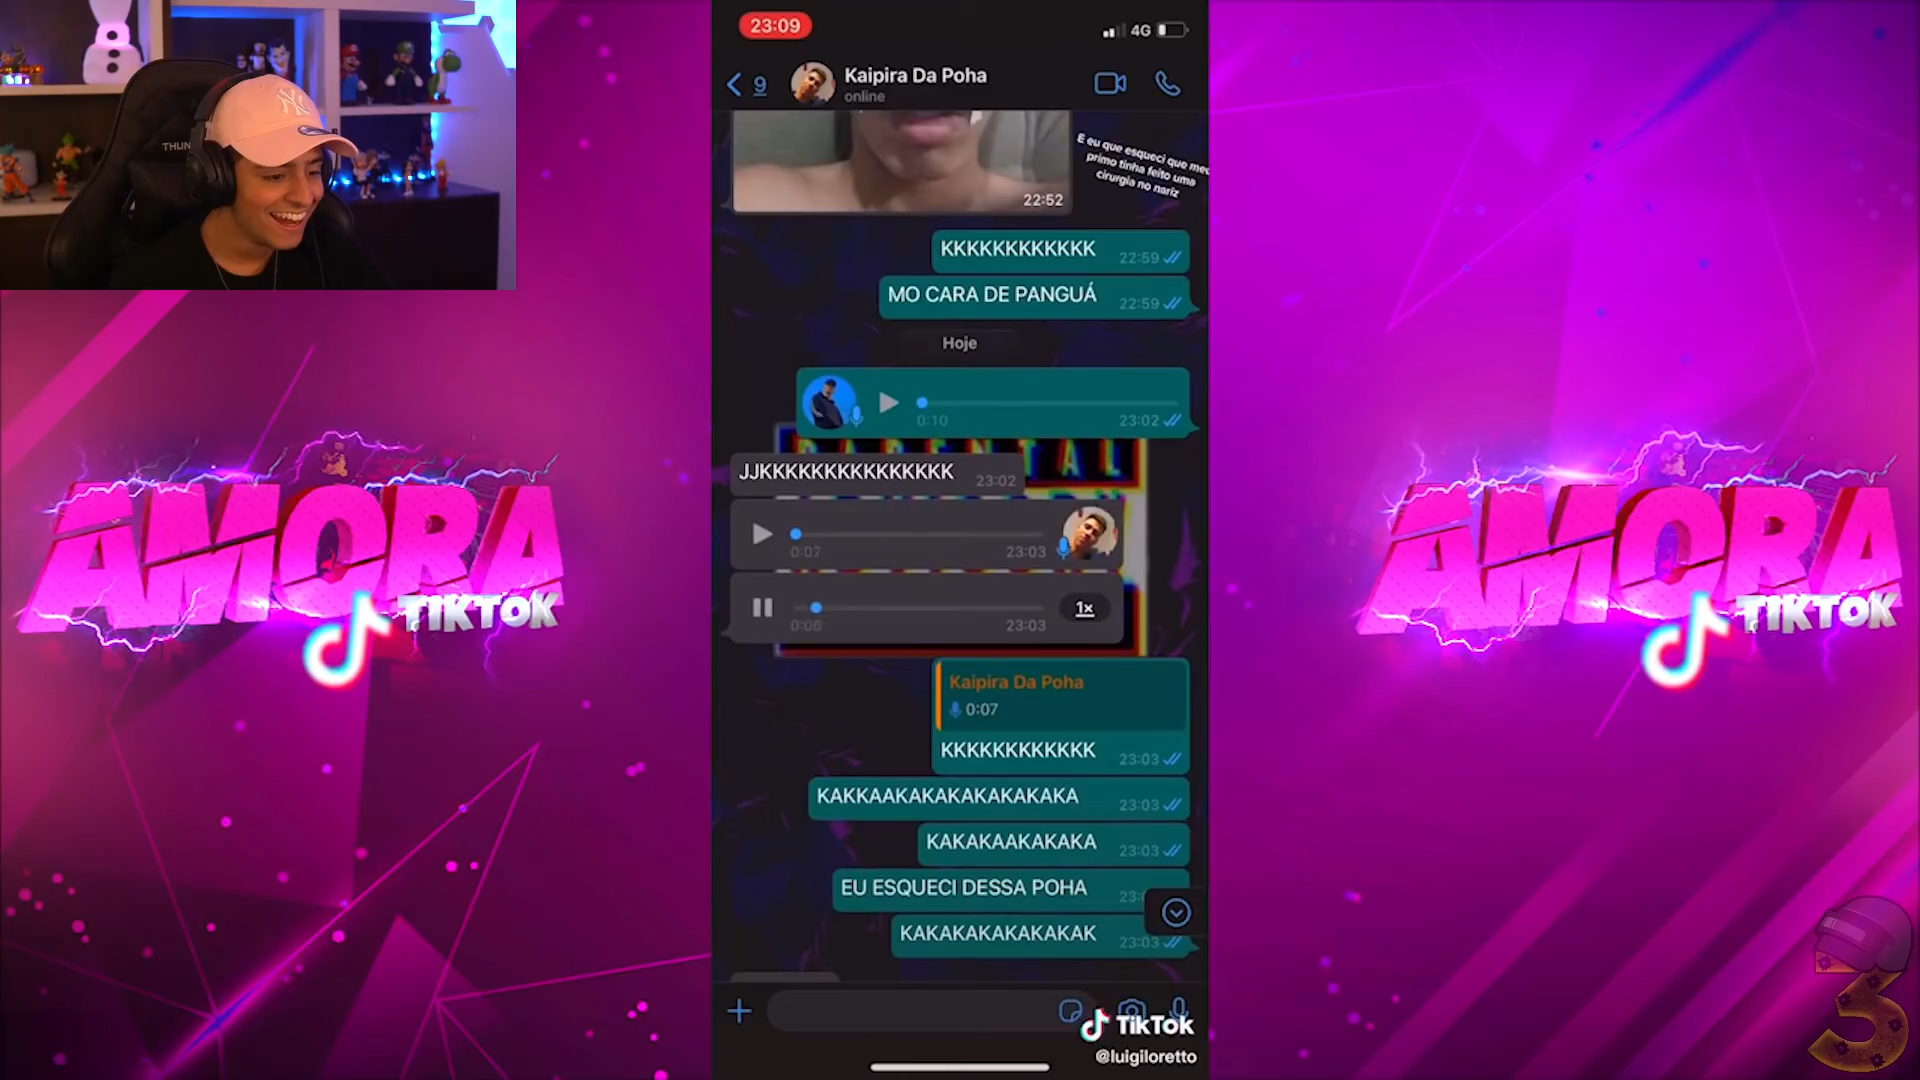 THUN
23:09
4G
9
Kaipira Da Poha
online
E eu que esqueci que meu
primo tinha feito uma
cirurgia no nariz
22:52
KKKKKKKKKKKK 22:59
MO CARA DE PANGUÁ 22:59
Hoje
0:10 23:02
PARENTAL
JJKKKKKKKKKKKKKKK 23:02
0:07 23:03
0:06 23:03
1x
Kaipira Da Poha
0:07
KKKKKKKKKKKK 23:03
KAKKAAKAKAKAKAKAKAKA 23:03
KAKAKAAKAKAKA 23:03
EU ESQUECI DESSA POHA
KAKAKAKAKAKAKAK 23:03
TikTok
@luigiloretto
AMORA
TIKTOK
AMORA
TIKTOK
3